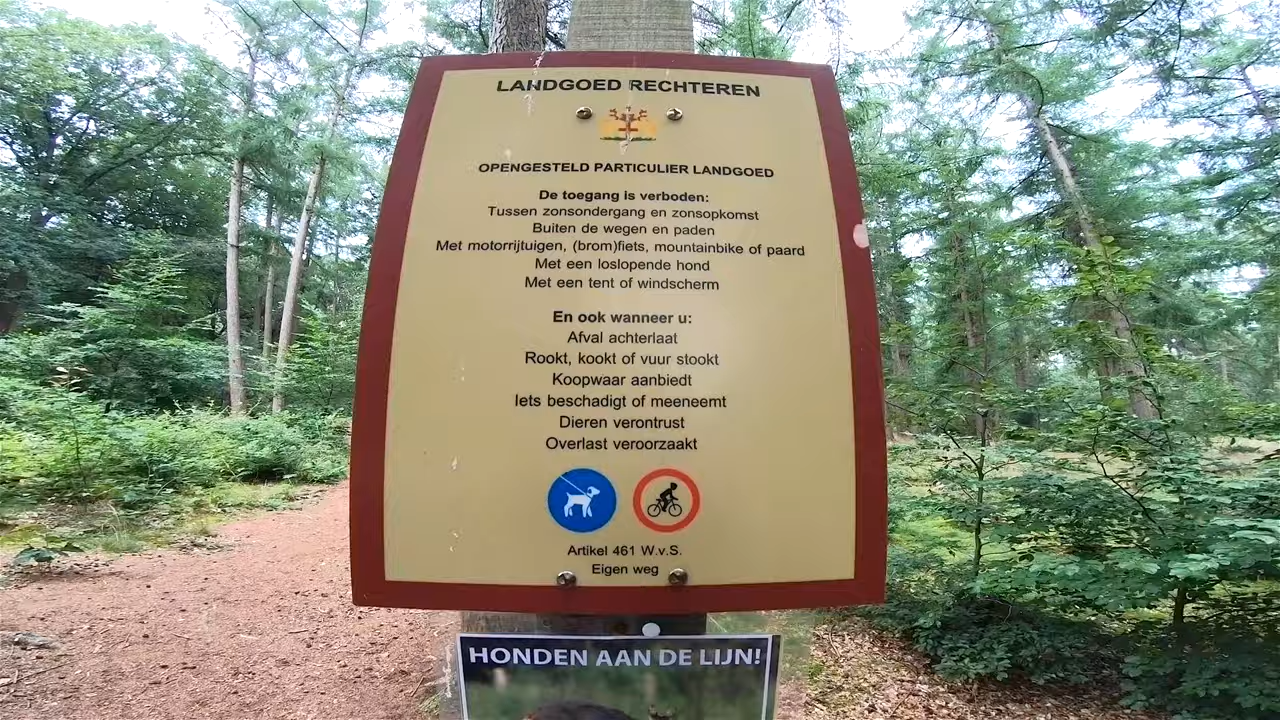 LANDGOED RECHTEREN
OPENGESTELD PARTICULIER LANDGOED
De toegang is verboden:
Tussen zonsondergang en zonsopkomst
Buiten de wegen en paden
Met motorrijtuigen, (brom)fiets, mountainbike of paard
Met een loslopende hond
Met een tent of windscherm
En ook wanneer u:
Afval achterlaat
Rookt, kookt of vuur stookt
Koopwaar aanbiedt
Iets beschadigt of meeneemt
Dieren verontrust
Overlast veroorzaakt
Artikel 461 W.v.S.
Eigen weg
HONDEN AAN DE LIJN!